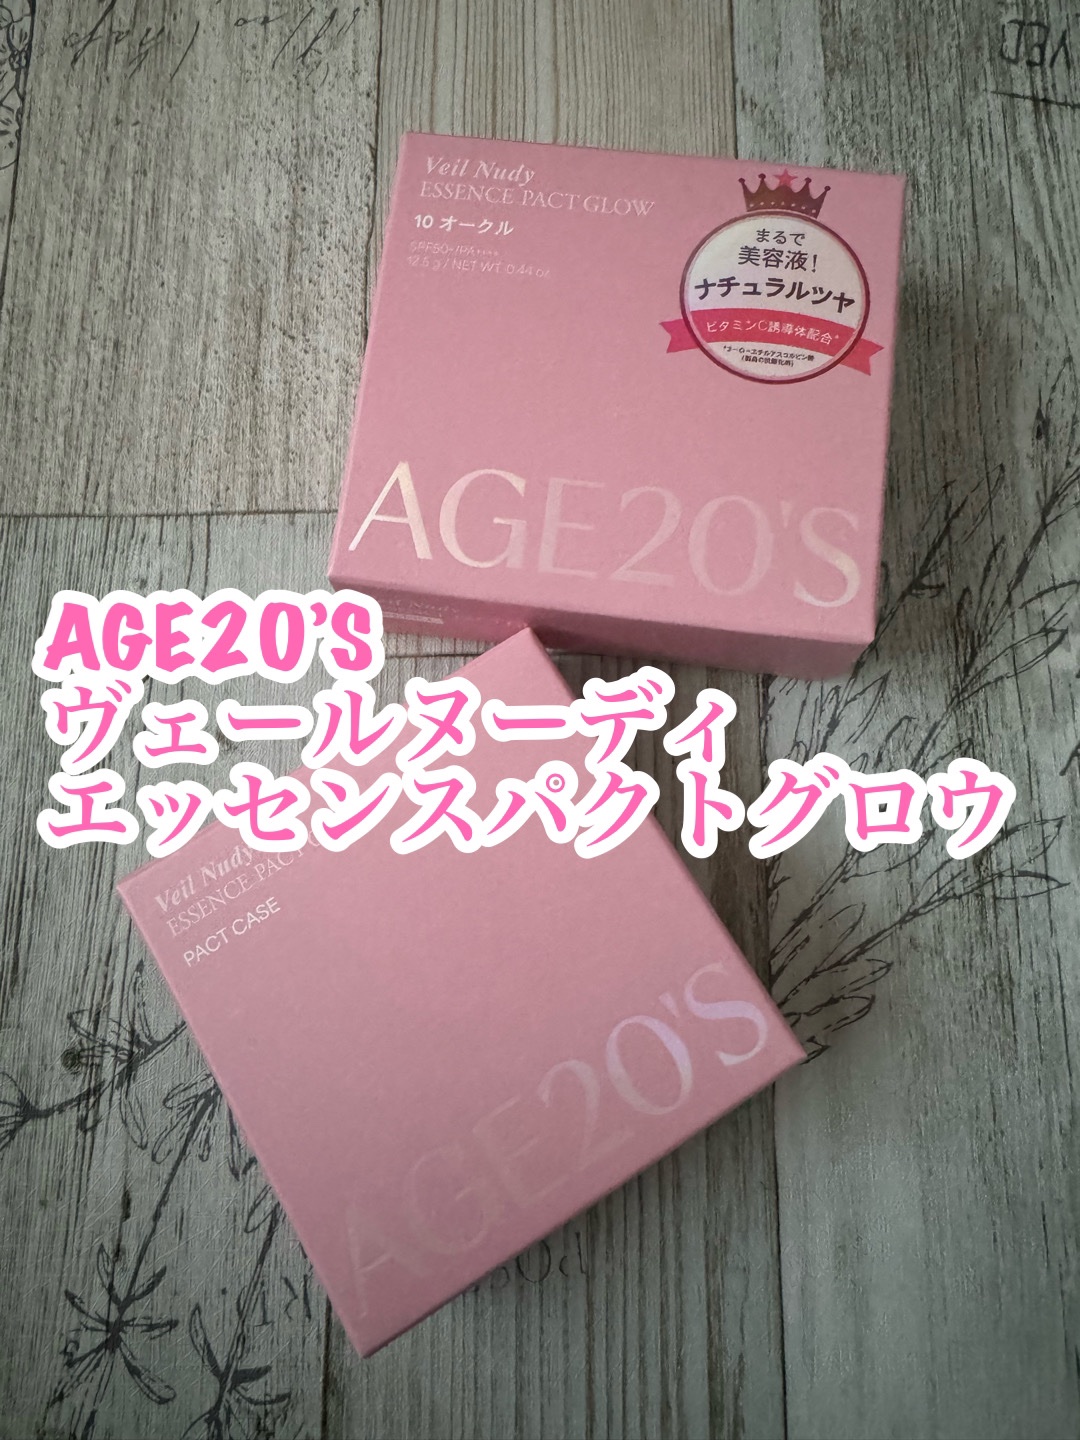 Veil Nudy
ESSENCE PACT GLOW
10 オークル
SPF50+/PA++++
12.5 g / NET WT. 0.44 oz
まるで
美容液!
ナチュラルツヤ
ビタミンC誘導体配合*
AGE20'S
AGE20'S
ヴェールヌーディ
エッセンスパクトグロウ
Veil Nudy
ESSENCE PACT
PACT CASE
AGE20'S